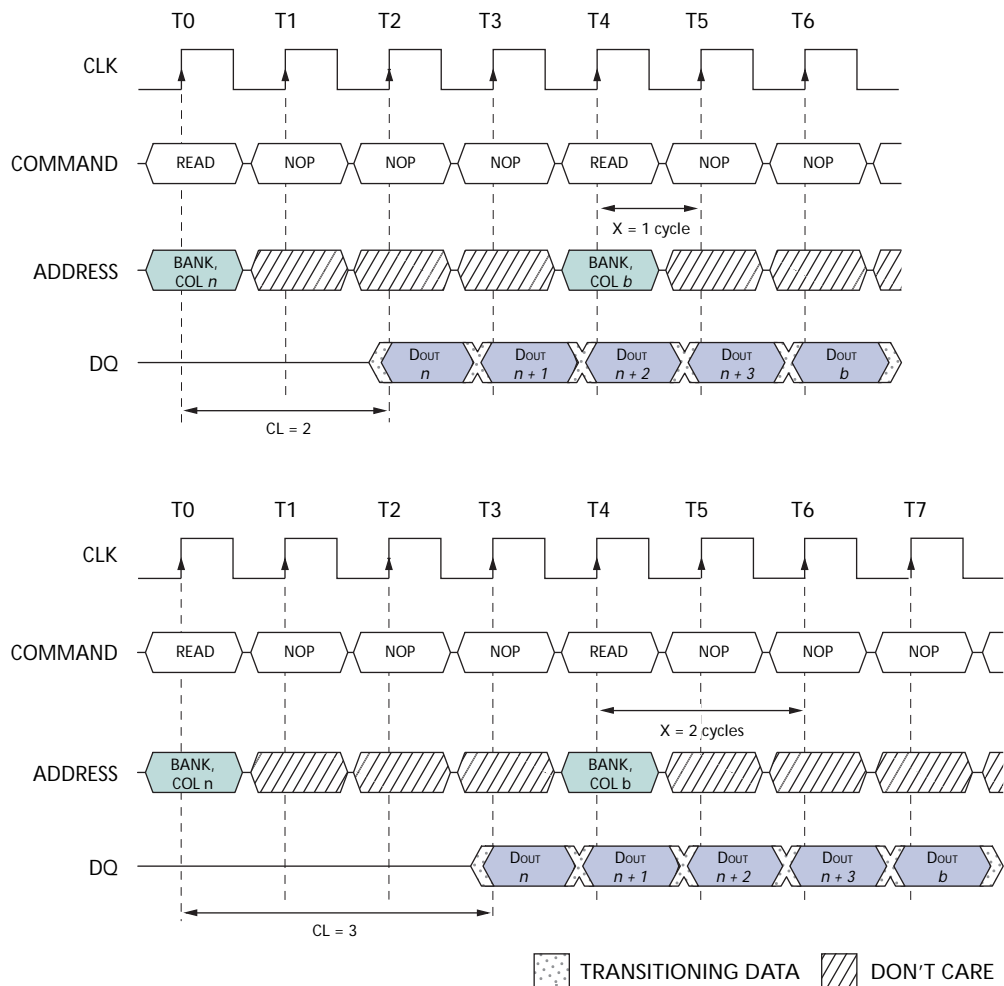 T0 T1 T2 T3 T4 T5 T6
CLK
COMMAND READ NOP NOP NOP READ NOP NOP
X = 1 cycle
ADDRESS BANK, COL n BANK, COL b
DQ DOUT n DOUT n + 1 DOUT n + 2 DOUT n + 3 DOUT b
CL = 2
T0 T1 T2 T3 T4 T5 T6 T7
CLK
COMMAND READ NOP NOP NOP READ NOP NOP NOP
X = 2 cycles
ADDRESS BANK, COL n BANK, COL b
DQ DOUT n DOUT n + 1 DOUT n + 2 DOUT n + 3 DOUT b
CL = 3
TRANSITIONING DATA DON'T CARE